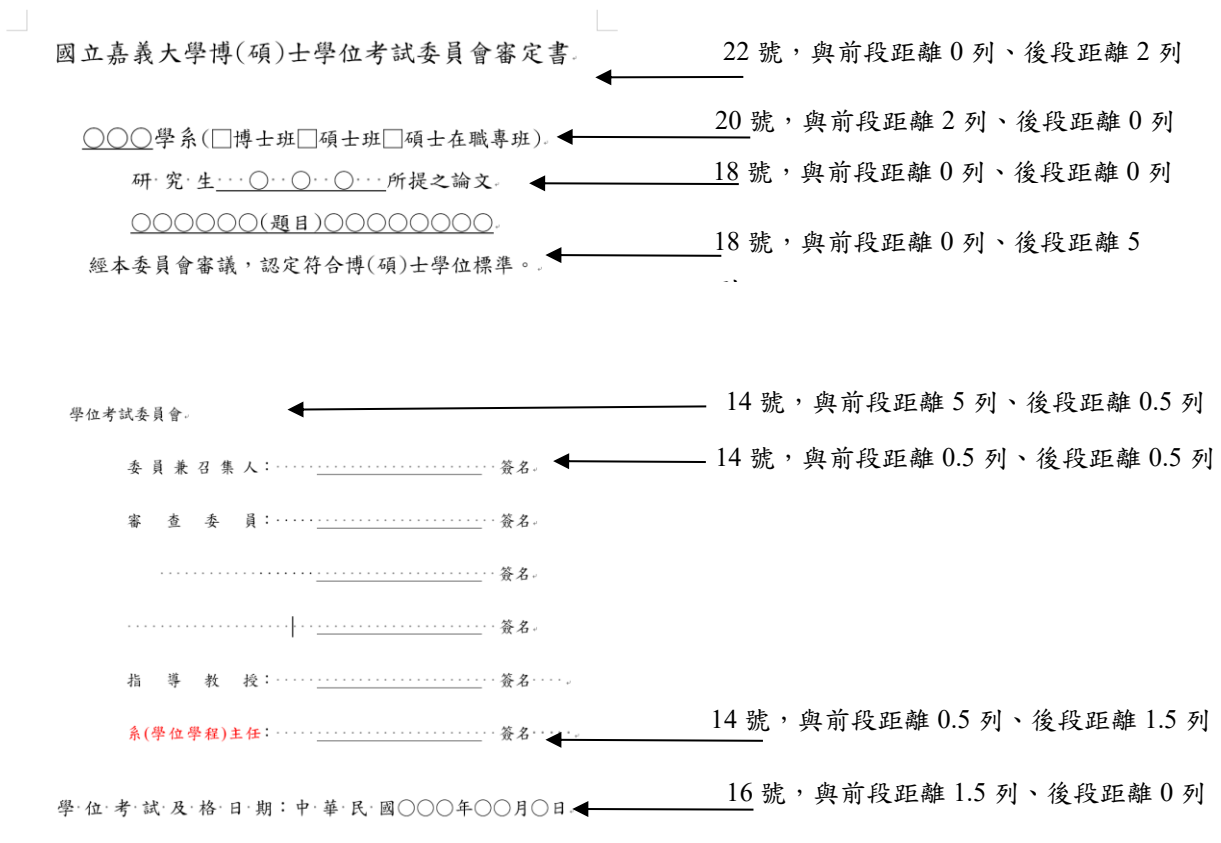 國立嘉義大學博(碩)士學位考試委員會審定書
22 號，與前段距離 0 列、後段距離 2 列
○○○學系(□博士班□碩士班□碩士在職專班)
20 號，與前段距離 2 列、後段距離 0 列
研究生 ○ ○ ○ 所提之論文
18 號，與前段距離 0 列、後段距離 0 列
○○○○○○(題目)○○○○○○○○
經本委員會審議，認定符合博(碩)士學位標準。
18 號，與前段距離 0 列、後段距離 5
學位考試委員會
14 號，與前段距離 5 列、後段距離 0.5 列
委員兼召集人： 簽名
14 號，與前段距離 0.5 列、後段距離 0.5 列
審查委員： 簽名
簽名
簽名
指導教授： 簽名
系(學位學程)主任： 簽名
14 號，與前段距離 0.5 列、後段距離 1.5 列
學位考試及格日期：中華民國○○○年○○月○日
16 號，與前段距離 1.5 列、後段距離 0 列